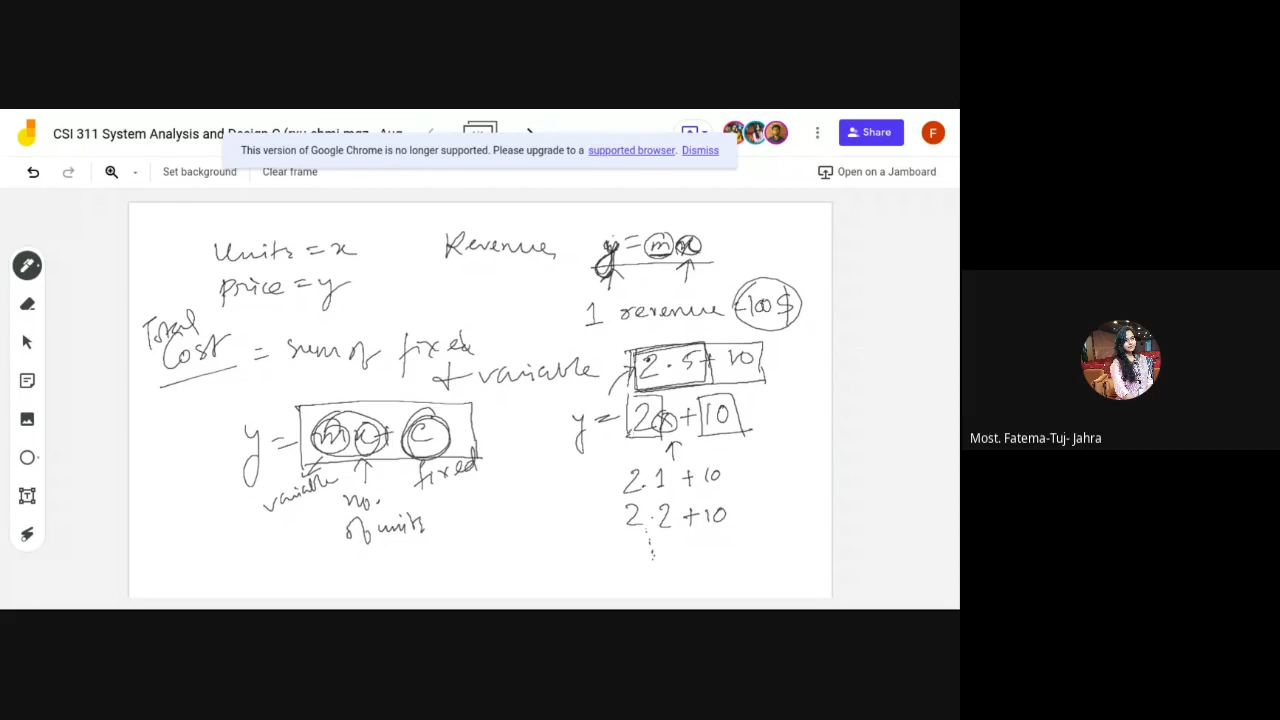 CSI 311 System Analysis and Design C
Share
F
This version of Google Chrome is no longer supported. Please upgrade to a supported browser. Dismiss
Set background
Clear frame
Open on a Jamboard
Units = x
Revenue
y = mx
Price = y
1 revenue
100$
Total
Cost = sum of fixed
+ variable
2.5+10
y = mx + c
y = 2x + 10
variable
fixed
no.
of units
2.1 +10
2.2 +10
Most. Fatema-Tuj- Jahra